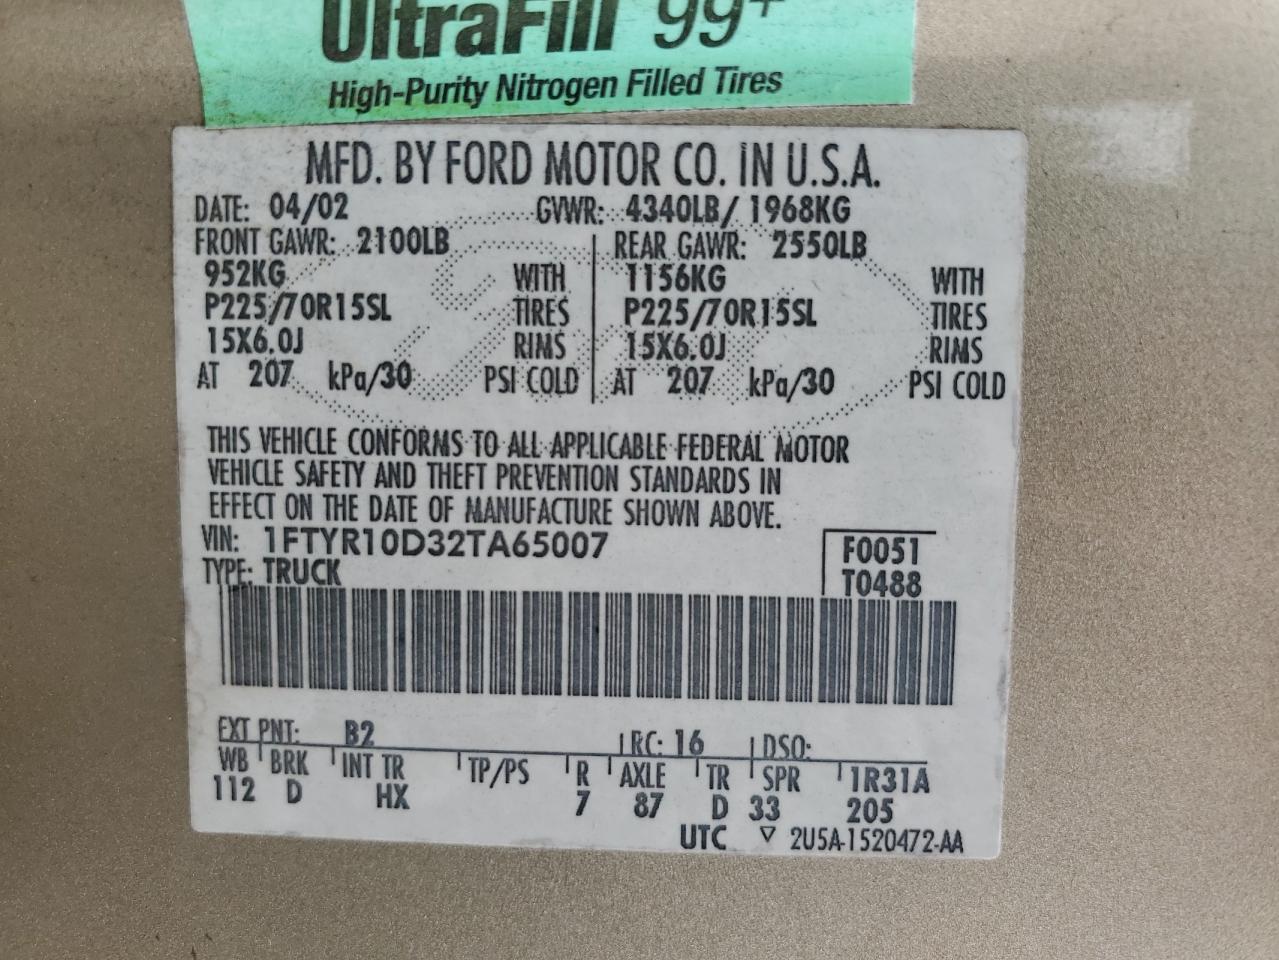 UltraFill 99+
High-Purity Nitrogen Filled Tires
MFD. BY FORD MOTOR CO. IN U.S.A.
DATE: 04/02 GVWR: 4340LB/ 1968KG
FRONT GAWR: 2100LB REAR GAWR: 2550LB
952KG WITH 1156KG WITH
P225/70R15SL TIRES P225/70R15SL TIRES
15X6.0J RIMS 15X6.0J RIMS
AT 207 kPa/30 PSI COLD AT 207 kPa/30 PSI COLD
THIS VEHICLE CONFORMS TO ALL APPLICABLE FEDERAL MOTOR
VEHICLE SAFETY AND THEFT PREVENTION STANDARDS IN
EFFECT ON THE DATE OF MANUFACTURE SHOWN ABOVE.
VIN: 1FTYR10D32TA65007 F0051
TYPE: TRUCK T0488
EXT PNT: B2 RC: 16 DSO:
WB BRK INT TR TP/PS R AXLE TR SPR 1R31A
112 D HX 7 87 D 33 205
UTC ▽ 2U5A-1520472-AA